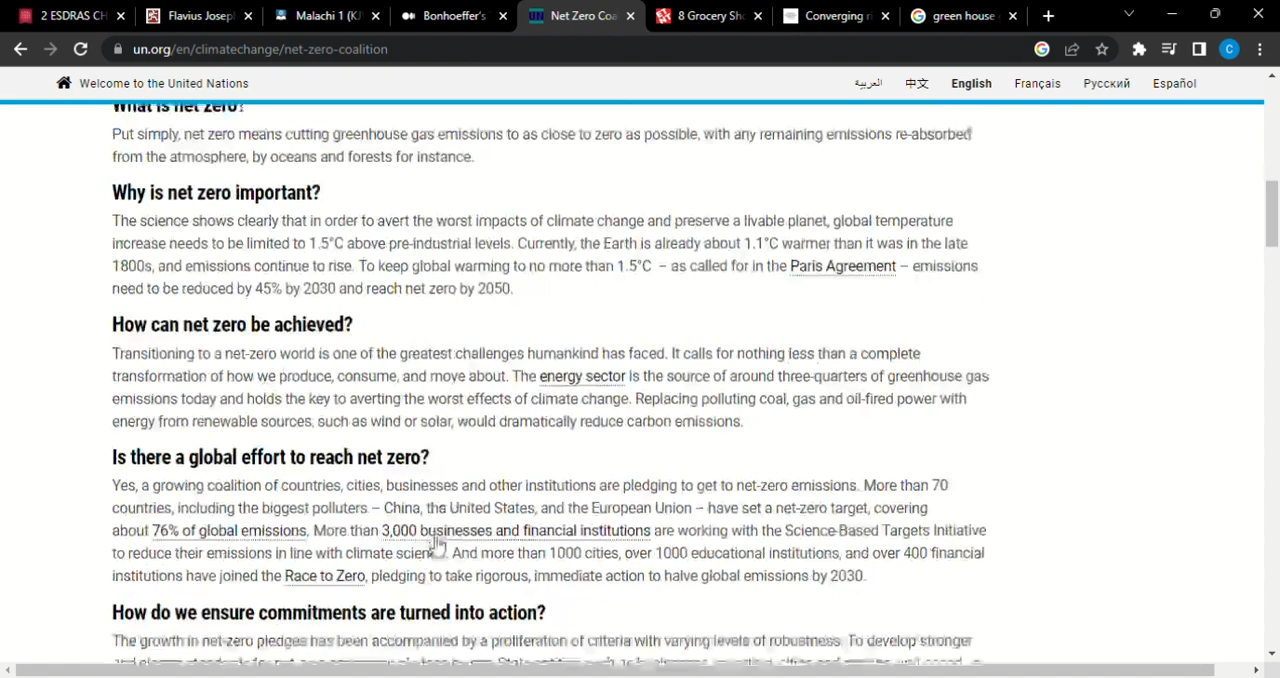 2 ESDRAS CH
Flavius Joseph
Malachi 1 (KJ
Bonhoeffer's
Net Zero Coa
8 Grocery Sho
Converging ri
green house
un.org/en/climatechange/net-zero-coalition
C
Welcome to the United Nations
العربية
中文
English
Français
Русский
Español
What is net zero?
Put simply, net zero means cutting greenhouse gas emissions to as close to zero as possible, with any remaining emissions re-absorbed
from the atmosphere, by oceans and forests for instance.
Why is net zero important?
The science shows clearly that in order to avert the worst impacts of climate change and preserve a livable planet, global temperature
increase needs to be limited to 1.5°C above pre-industrial levels. Currently, the Earth is already about 1.1°C warmer than it was in the late
1800s, and emissions continue to rise. To keep global warming to no more than 1.5°C – as called for in the Paris Agreement – emissions
need to be reduced by 45% by 2030 and reach net zero by 2050.
How can net zero be achieved?
Transitioning to a net-zero world is one of the greatest challenges humankind has faced. It calls for nothing less than a complete
transformation of how we produce, consume, and move about. The energy sector is the source of around three-quarters of greenhouse gas
emissions today and holds the key to averting the worst effects of climate change. Replacing polluting coal, gas and oil-fired power with
energy from renewable sources, such as wind or solar, would dramatically reduce carbon emissions.
Is there a global effort to reach net zero?
Yes, a growing coalition of countries, cities, businesses and other institutions are pledging to get to net-zero emissions. More than 70
countries, including the biggest polluters – China, the United States, and the European Union – have set a net-zero target, covering
about 76% of global emissions. More than 3,000 businesses and financial institutions are working with the Science-Based Targets Initiative
to reduce their emissions in line with climate science. And more than 1000 cities, over 1000 educational institutions, and over 400 financial
institutions have joined the Race to Zero, pledging to take rigorous, immediate action to halve global emissions by 2030.
How do we ensure commitments are turned into action?
The growth in net-zero pledges has been accompanied by a proliferation of criteria with varying levels of robustness. To develop stronger